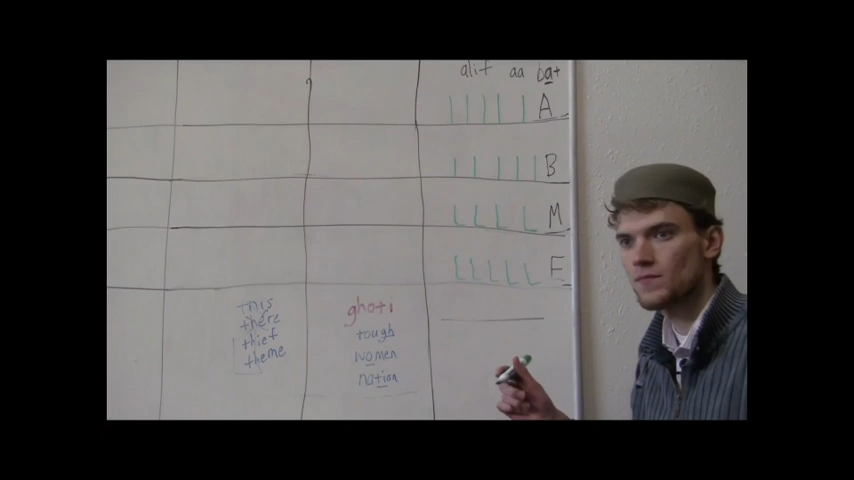 alif aa bat
A
B
M
E
this
there
thief
theme
ghoti
tough
women
nation